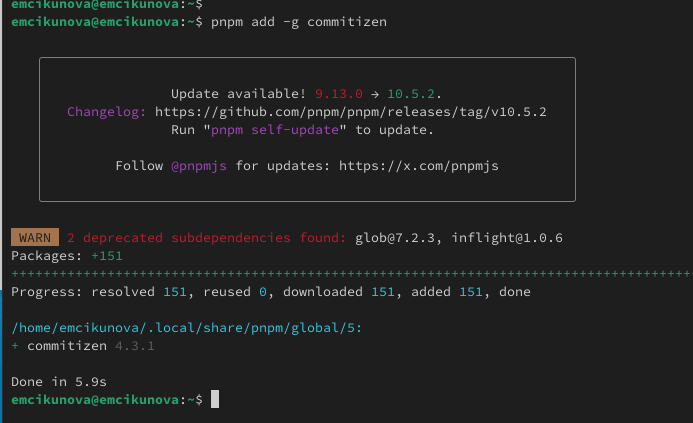 emcikunova@emcikunova:~$
emcikunova@emcikunova:~$ pnpm add -g commitizen
Update available! 9.13.0 → 10.5.2.
Changelog: https://github.com/pnpm/pnpm/releases/tag/v10.5.2
Run "pnpm self-update" to update.
Follow @pnpmjs for updates: https://x.com/pnpmjs
WARN 2 deprecated subdependencies found: glob@7.2.3, inflight@1.0.6
Packages: +151
++++++++++++++++++++++++++++++++++++++++++++++++++++++++++++++++++++++++++++++++++++++
Progress: resolved 151, reused 0, downloaded 151, added 151, done
/home/emcikunova/.local/share/pnpm/global/5:
+ commitizen 4.3.1
Done in 5.9s
emcikunova@emcikunova:~$